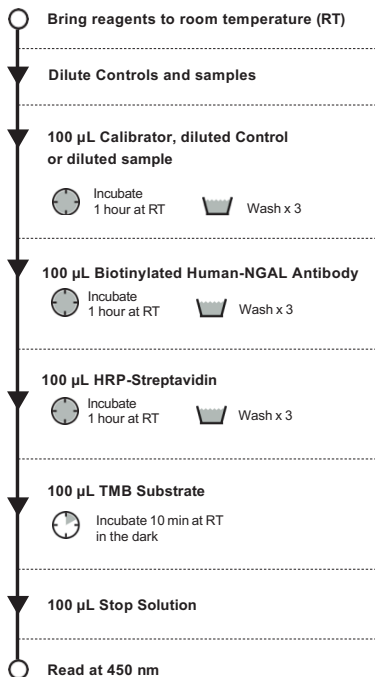 Bring reagents to room temperature (RT)
Dilute Controls and samples
100 µL Calibrator, diluted Control
or diluted sample
Incubate
1 hour at RT
Wash x 3
100 µL Biotinylated Human-NGAL Antibody
Incubate
1 hour at RT
Wash x 3
100 µL HRP-Streptavidin
Incubate
1 hour at RT
Wash x 3
100 µL TMB Substrate
Incubate 10 min at RT
in the dark
100 µL Stop Solution
Read at 450 nm